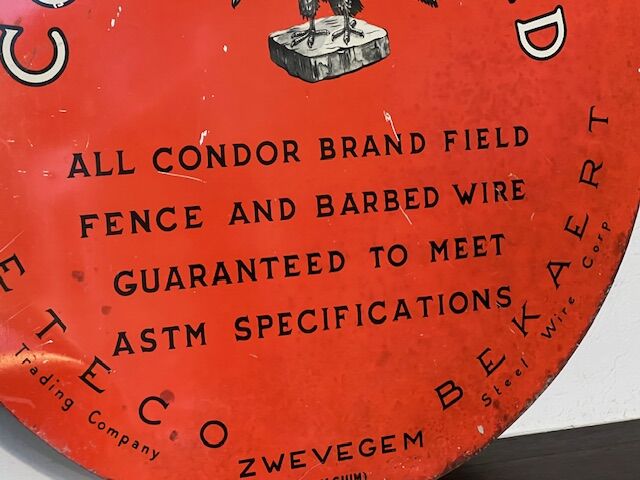 ALL CONDOR BRAND FIELD
FENCE AND BARBED WIRE
GUARANTEED TO MEET
ASTM SPECIFICATIONS
ETECO
Trading Company
BEKAERT
Steel Wire Corp
ZWEVEGEM